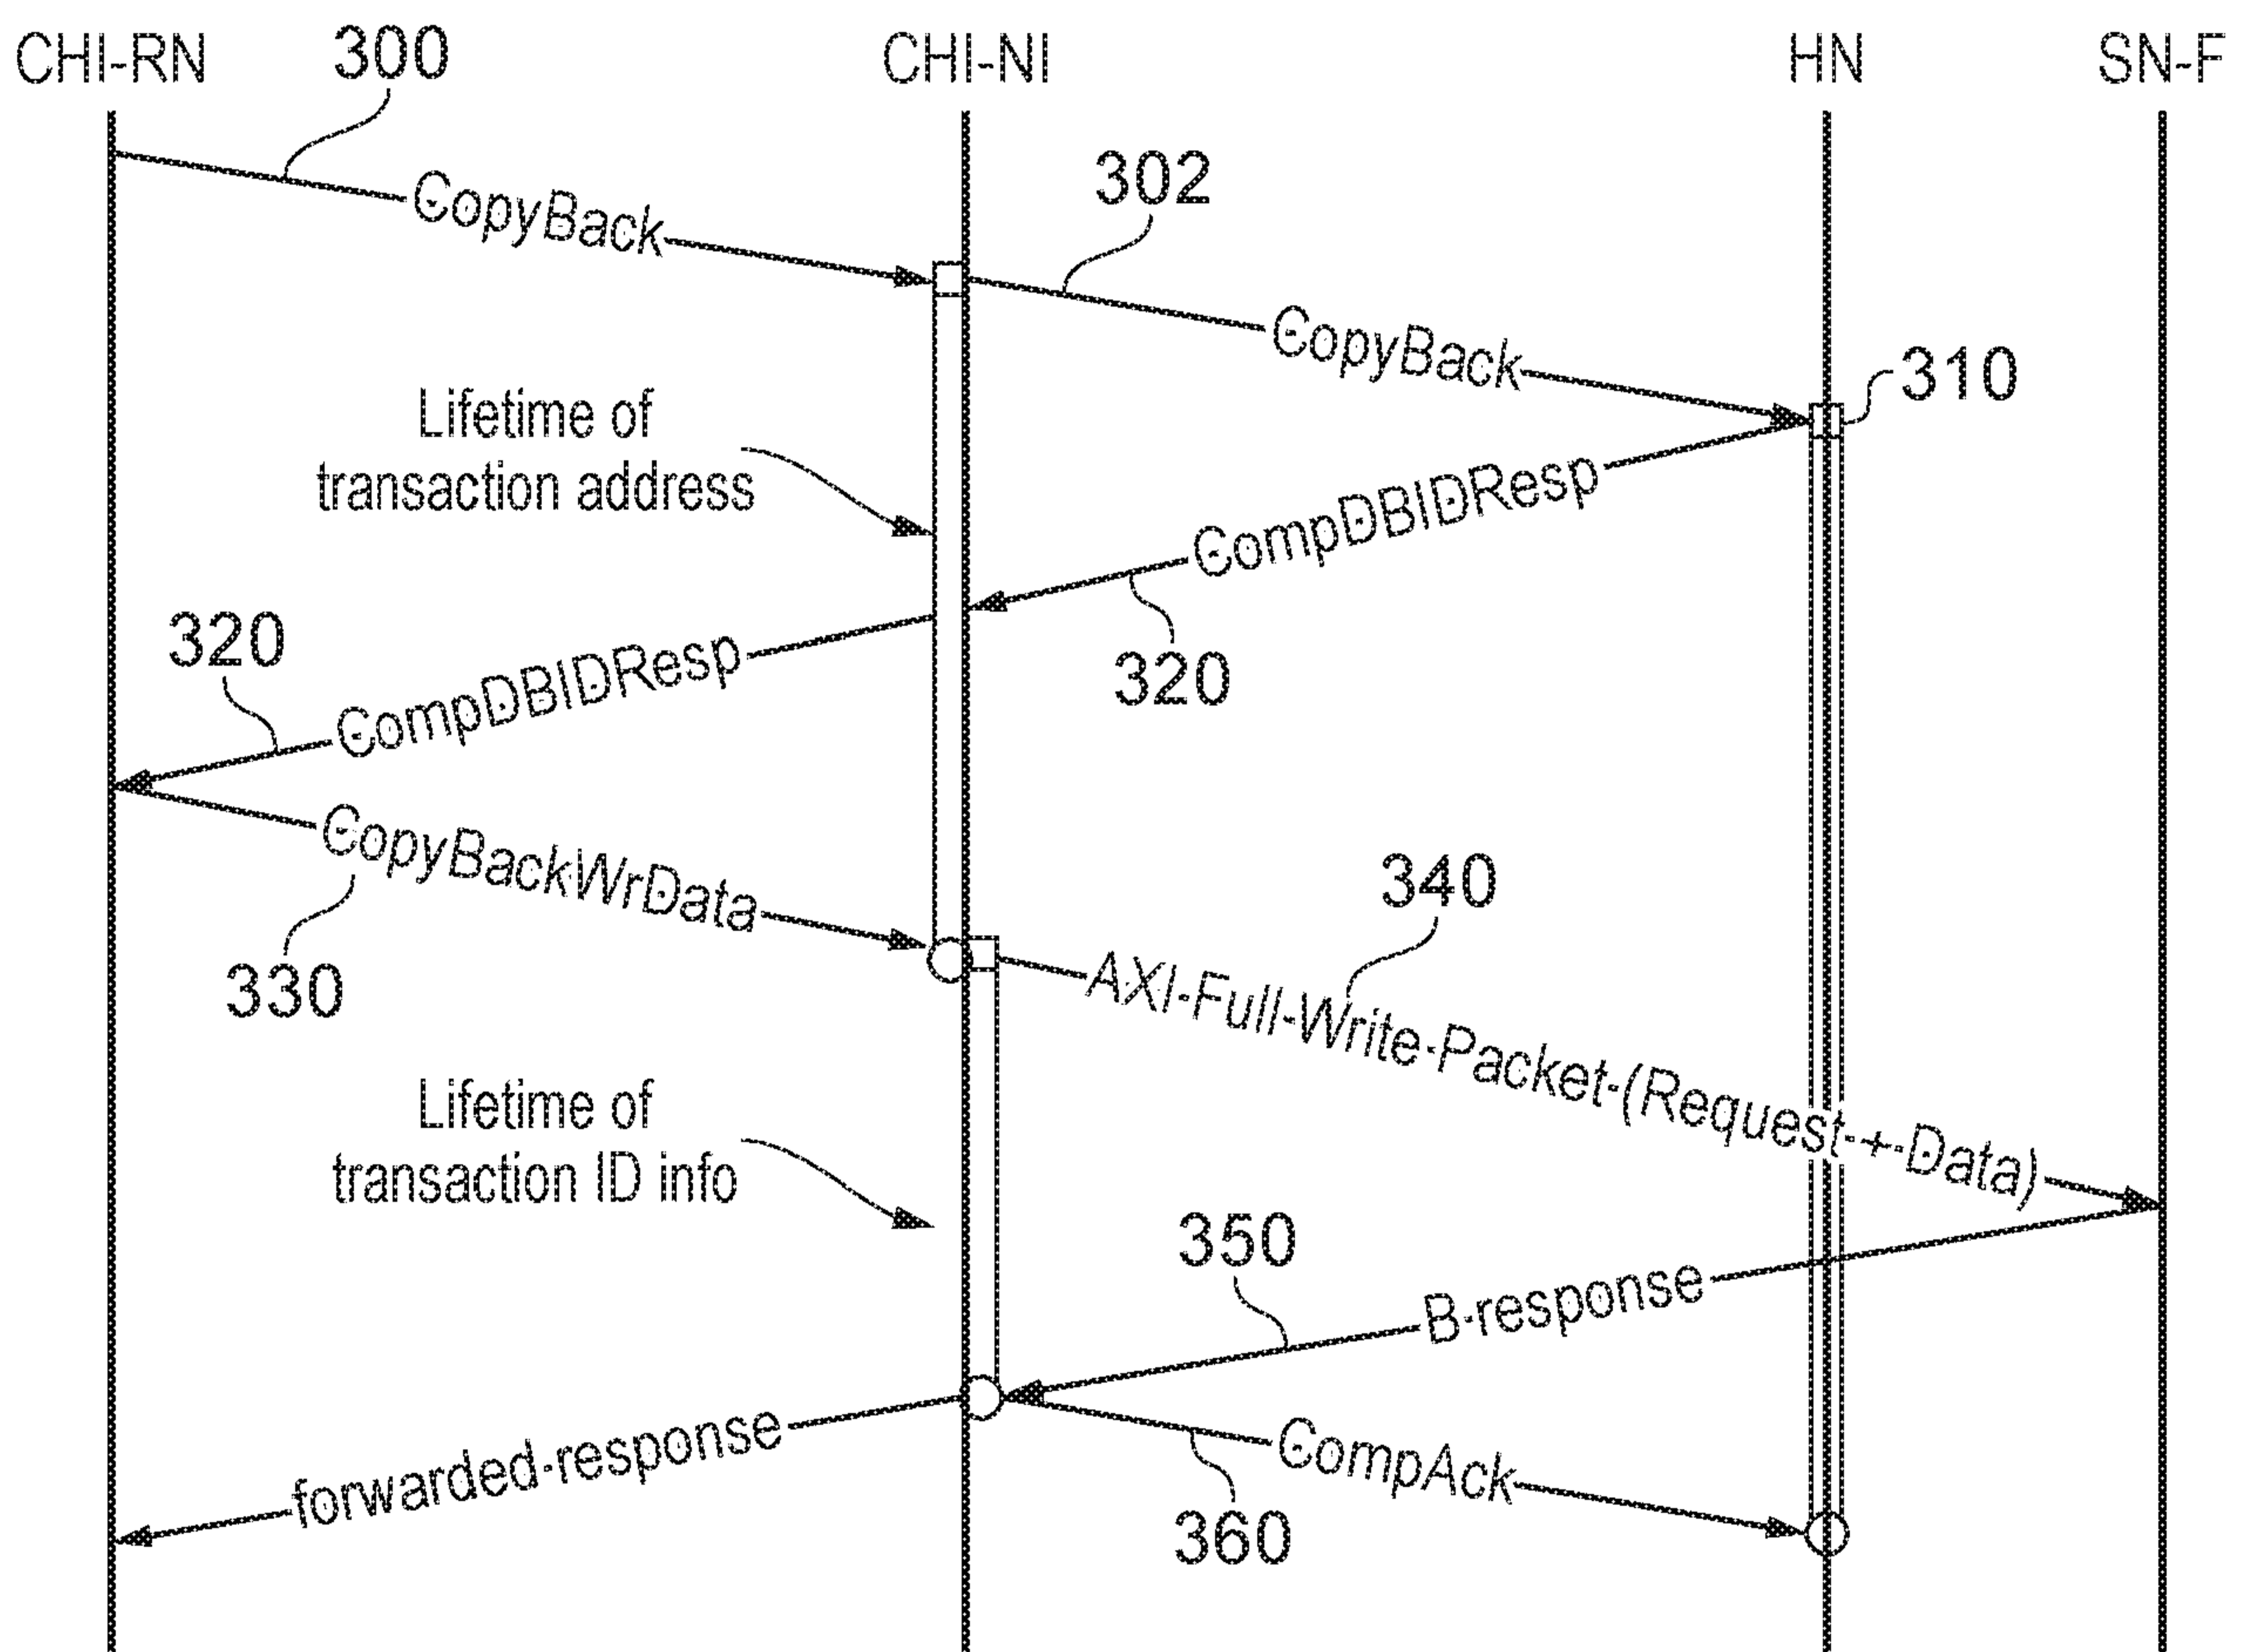 CHI-RN 300 CHI-NI HN SN-F
302
CopyBack
CopyBack
310
Lifetime of
transaction address
CompDBIDResp
320
320
CompDBIDResp
CopyBackWrData
330
340
AXI-Full-Write-Packet-(Request-+-Data)
Lifetime of
transaction ID info
350
B-response
forwarded-response
CompAck
360